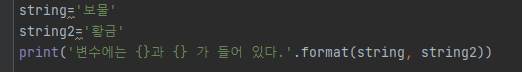 string='보물'
string2='황금'
print('변수에는 {}과 {} 가 들어 있다.'.format(string, string2))